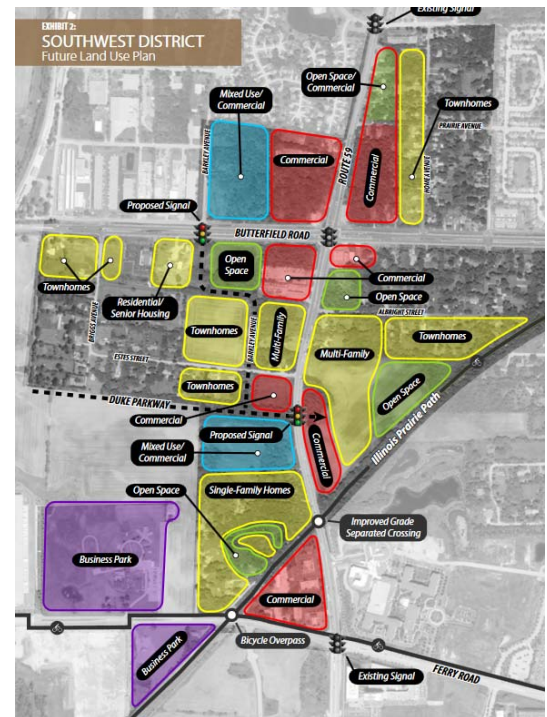 EXHIBIT 2:
SOUTHWEST DISTRICT
Future Land Use Plan
Existing Signal
Mixed Use/
Commercial
Open Space/
Commercial
Townhomes
PRAIRIE AVENUE
BARKLEY AVENUE
Commercial
ROUTE 59
Commercial
HOME AVENUE
Proposed Signal
BUTTERFIELD ROAD
Open
Space
Commercial
Townhomes
Residential/
Senior Housing
Open Space
ALBRIGHT STREET
BRIGGS AVENUE
Townhomes
BARKLEY AVENUE
Multi-Family
Multi-Family
Townhomes
ESTES STREET
Townhomes
Open Space
DUKE PARKWAY
Commercial
Illinois Prairie Path
Proposed Signal
Commercial
Mixed Use/
Commercial
Open Space
Single-Family Homes
Improved Grade
Separated Crossing
Business Park
Commercial
Bicycle Overpass
Business Park
Existing Signal
FERRY ROAD